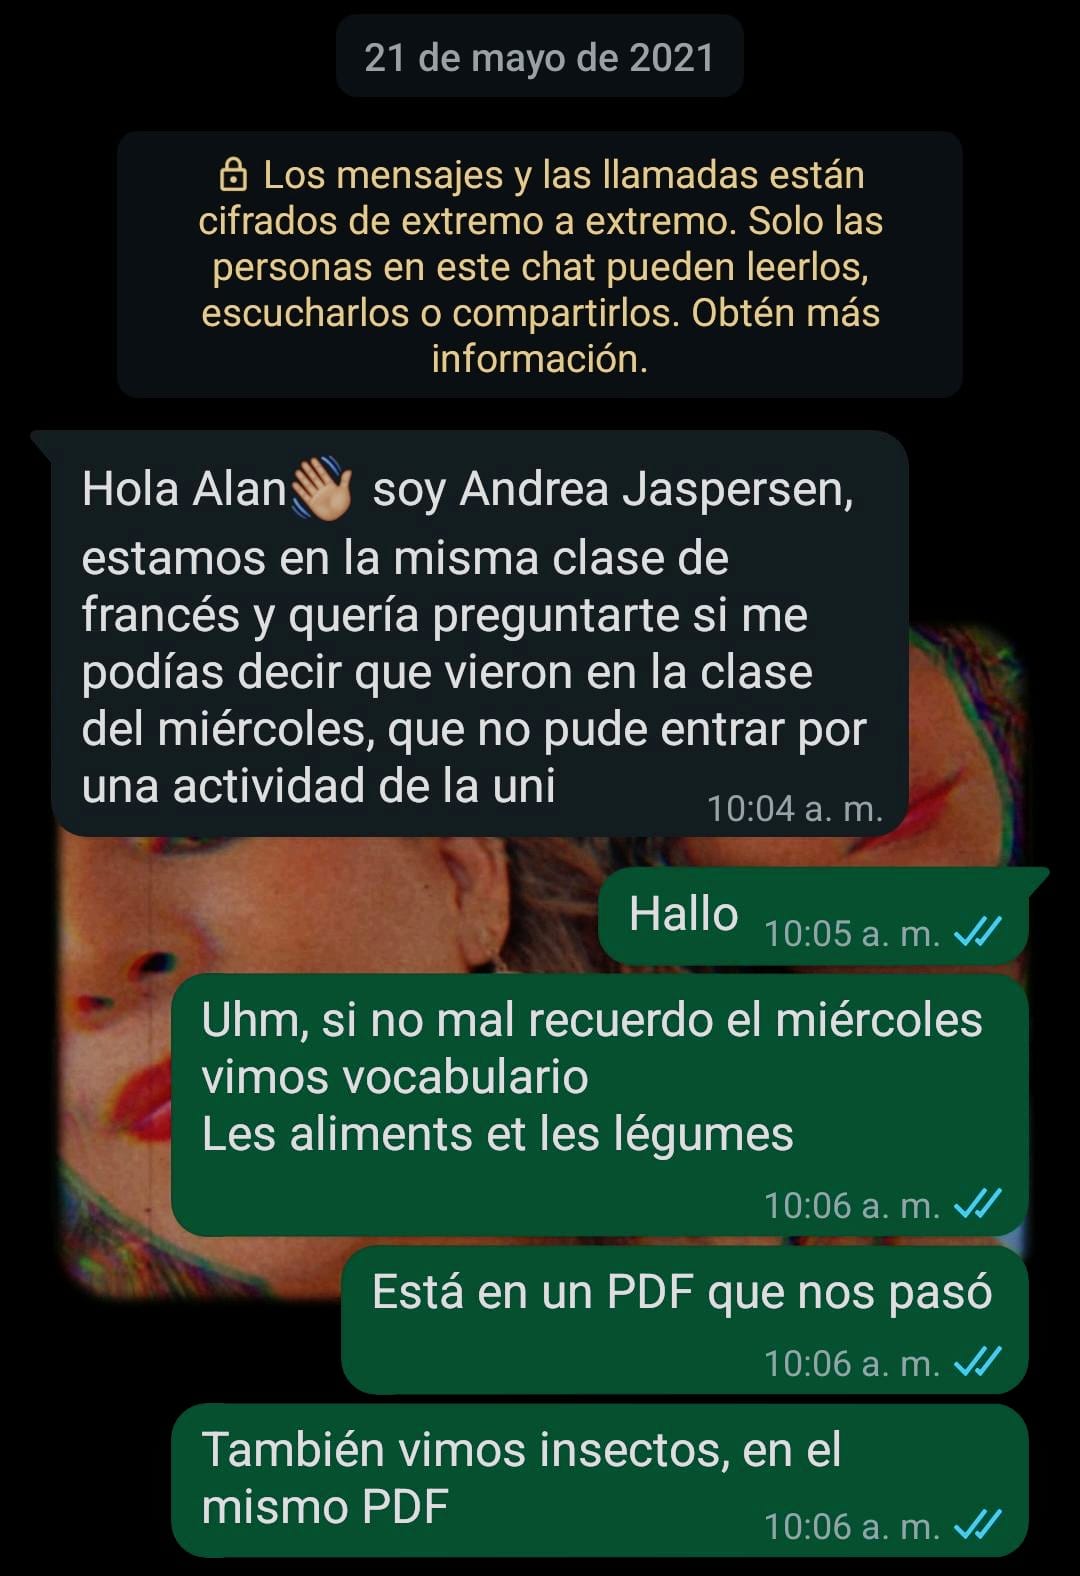 21 de mayo de 2021
🔒 Los mensajes y las llamadas están
cifrados de extremo a extremo. Solo las
personas en este chat pueden leerlos,
escucharlos o compartirlos. Obtén más
información.
Hola Alan👋🏼 soy Andrea Jaspersen,
estamos en la misma clase de
francés y quería preguntarte si me
podías decir que vieron en la clase
del miércoles, que no pude entrar por
una actividad de la uni
10:04 a. m.
Hallo 10:05 a. m.
Uhm, si no mal recuerdo el miércoles
vimos vocabulario
Les aliments et les légumes
10:06 a. m.
Está en un PDF que nos pasó
10:06 a. m.
También vimos insectos, en el
mismo PDF
10:06 a. m.